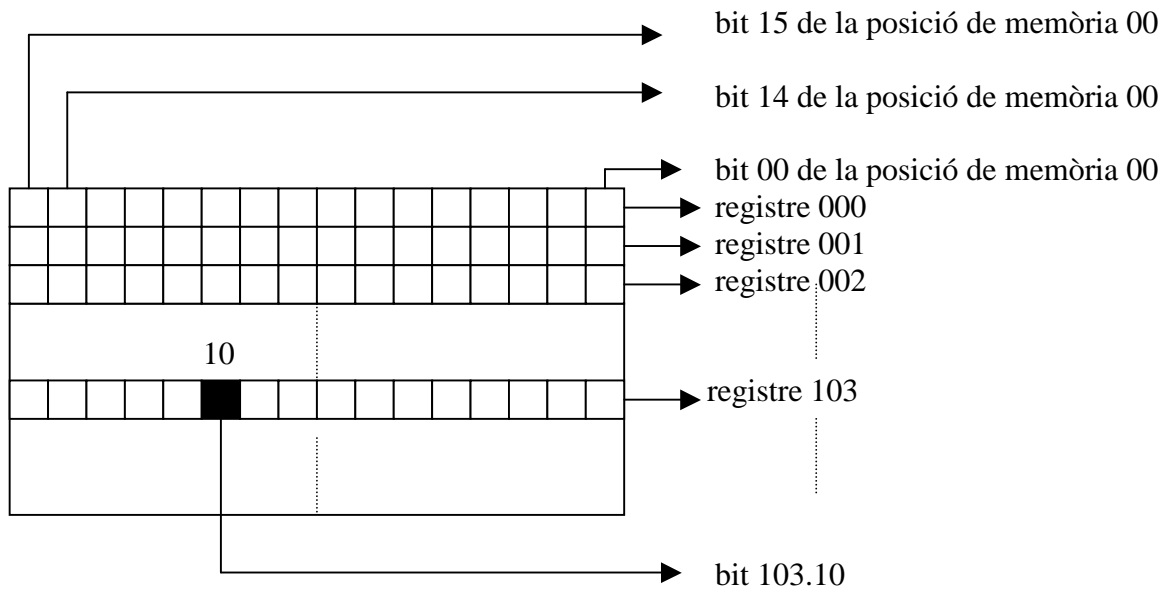 bit 15 de la posició de memòria 00
bit 14 de la posició de memòria 00
bit 00 de la posició de memòria 00
registre 000
registre 001
registre 002
10
registre 103
bit 103.10